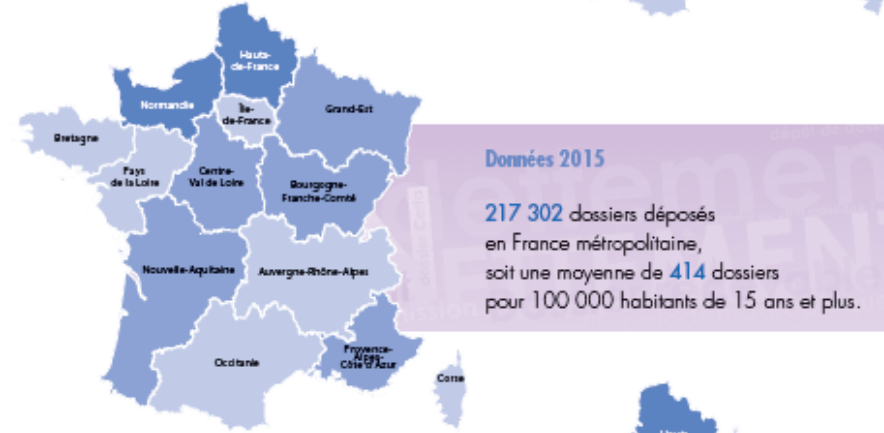 Hauts-
de-France
Normandie
Île-
de-France
Grand-Est
Bretagne
Pays
de la Loire
Centre-
Val de Loire
Bourgogne-
Franche-Comté
Nouvelle-Aquitaine
Auvergne-Rhône-Alpes
Occitanie
Provence-
Alpes-
Côte d'Azur
Corse
Données 2015
217 302 dossiers déposés
en France métropolitaine,
soit une moyenne de 414 dossiers
pour 100 000 habitants de 15 ans et plus.